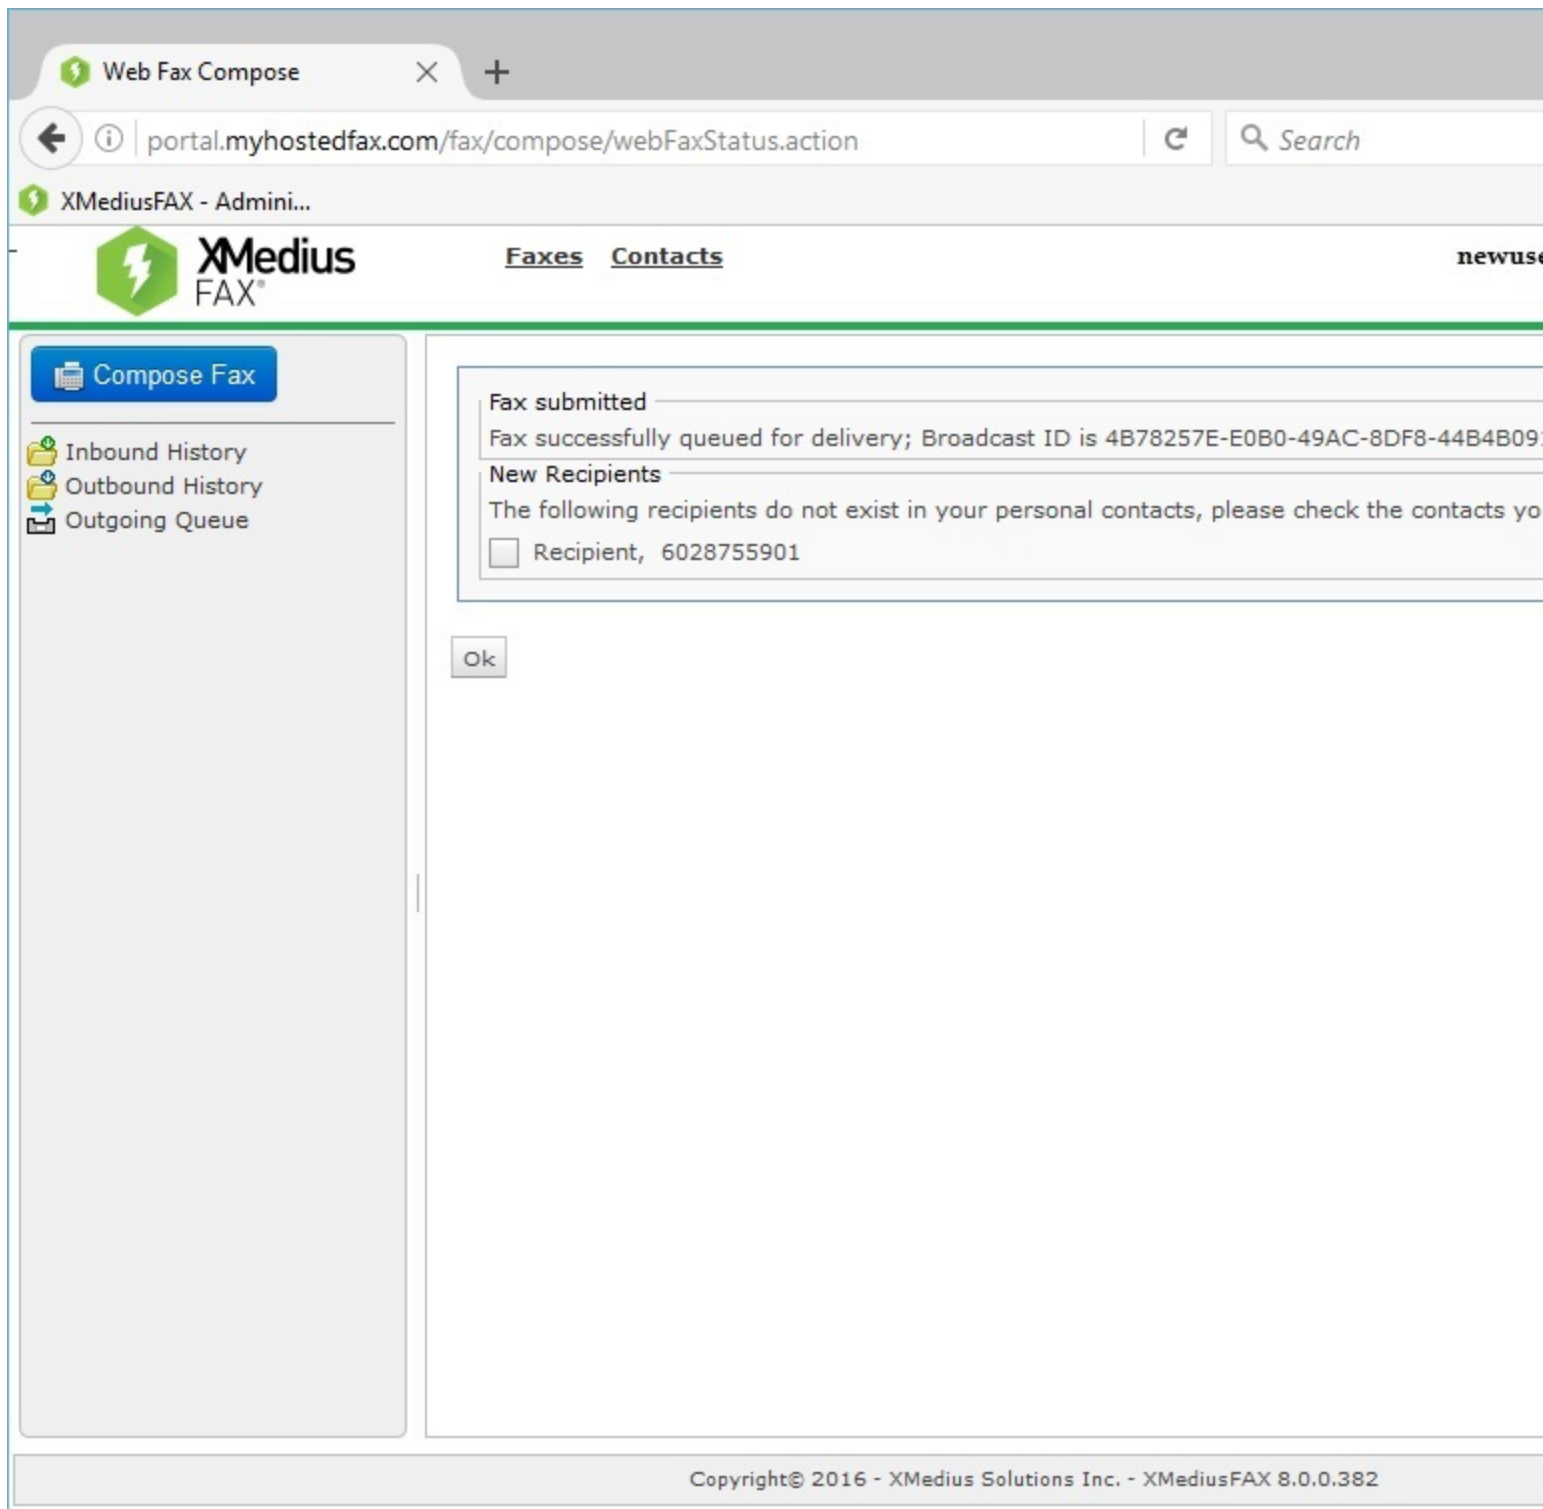 Web Fax Compose
portal.myhostedfax.com/fax/compose/webFaxStatus.action
Search
XMediusFAX - Admini...
XMedius
FAX®
Faxes Contacts
newuse
Compose Fax
Inbound History
Outbound History
Outgoing Queue
Fax submitted
Fax successfully queued for delivery; Broadcast ID is 4B78257E-E0B0-49AC-8DF8-44B4B091
New Recipients
The following recipients do not exist in your personal contacts, please check the contacts yo
Recipient, 6028755901
Ok
Copyright© 2016 - XMedius Solutions Inc. - XMediusFAX 8.0.0.382